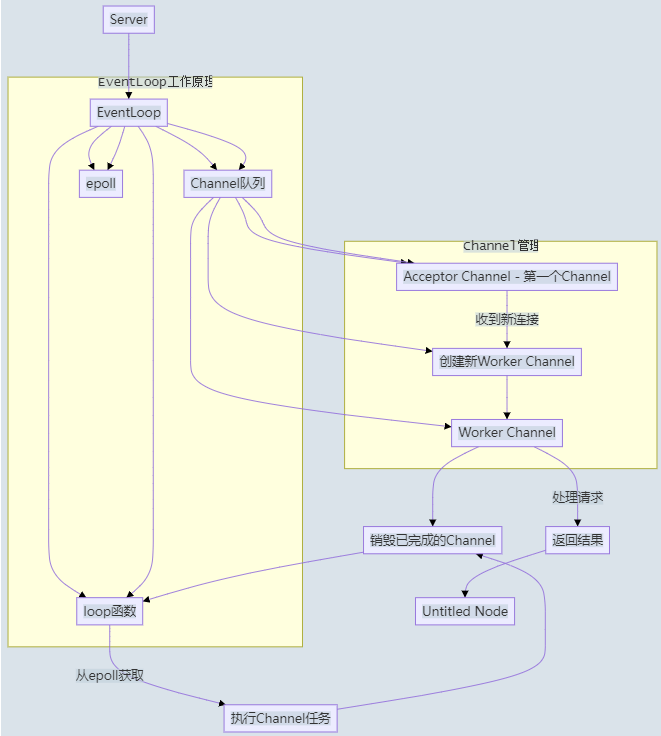 Server
EventLoop工作原理
EventLoop
epoll
Channel队列
Channel管理
Acceptor Channel - 第一个Channel
收到新连接
创建新Worker Channel
Worker Channel
处理请求
销毁已完成的Channel
返回结果
loop函数
Untitled Node
从epoll获取
执行Channel任务